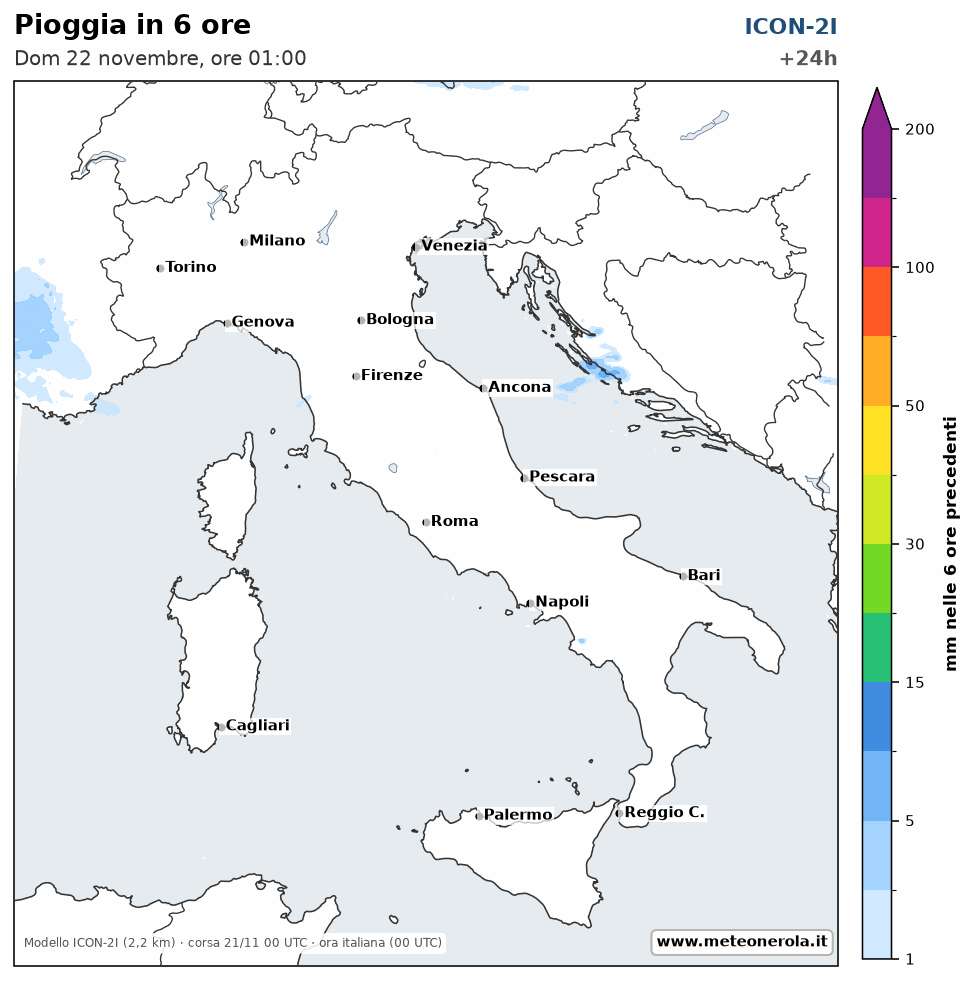 Pioggia in 6 ore
ICON-2I
Dom 22 novembre, ore 01:00
+24h
Milano
Venezia
Torino
Genova
Bologna
Firenze
Ancona
Pescara
Roma
Bari
Napoli
Cagliari
Palermo
Reggio C.
200
100
50
30
15
5
1
mm nelle 6 ore precedenti
Modello ICON-2I (2,2 km) · corsa 21/11 00 UTC · ora italiana (00 UTC)
www.meteonerola.it